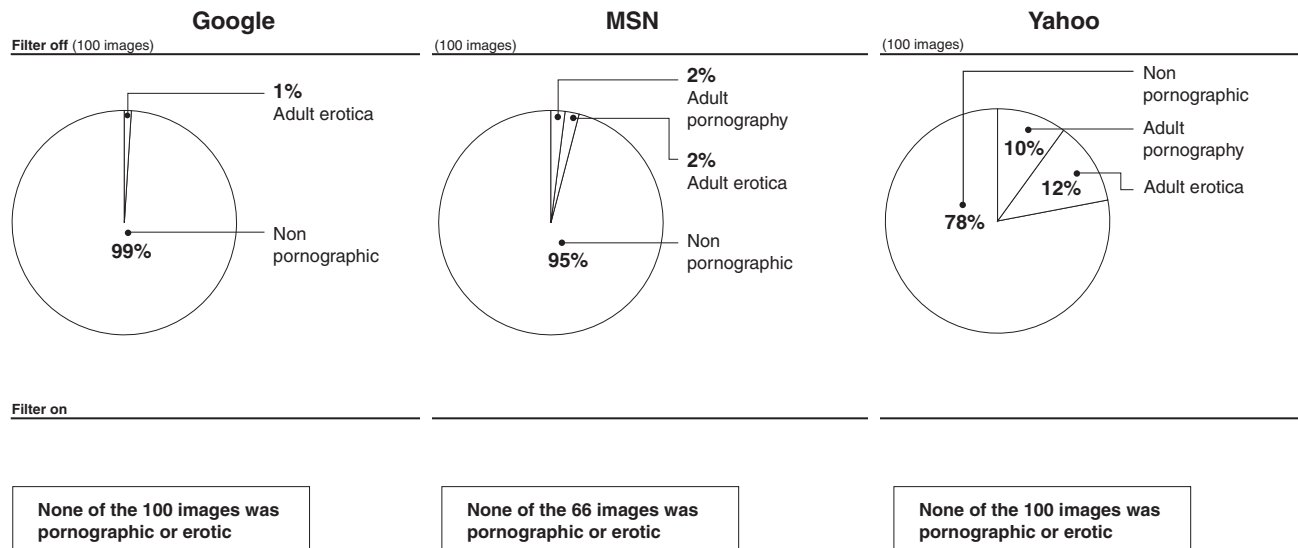 Google
Filter off (100 images)
1%
Adult erotica
99%
Non
pornographic
MSN
(100 images)
2%
Adult
pornography
2%
Adult erotica
95%
Non
pornographic
Yahoo
(100 images)
Non
pornographic
Adult
pornography
10%
12%
Adult erotica
78%
Filter on
None of the 100 images was
pornographic or erotic
None of the 66 images was
pornographic or erotic
None of the 100 images was
pornographic or erotic